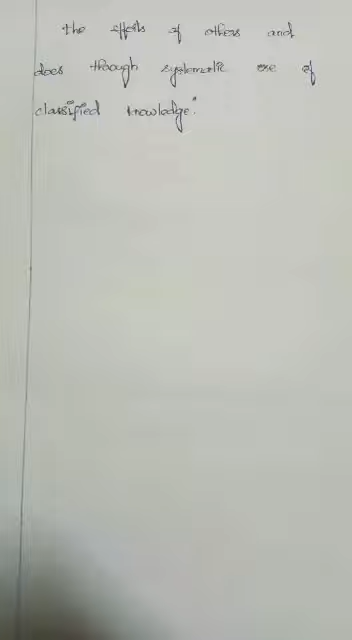 the efforts of others and
does through systematic use of
classified knowledge."